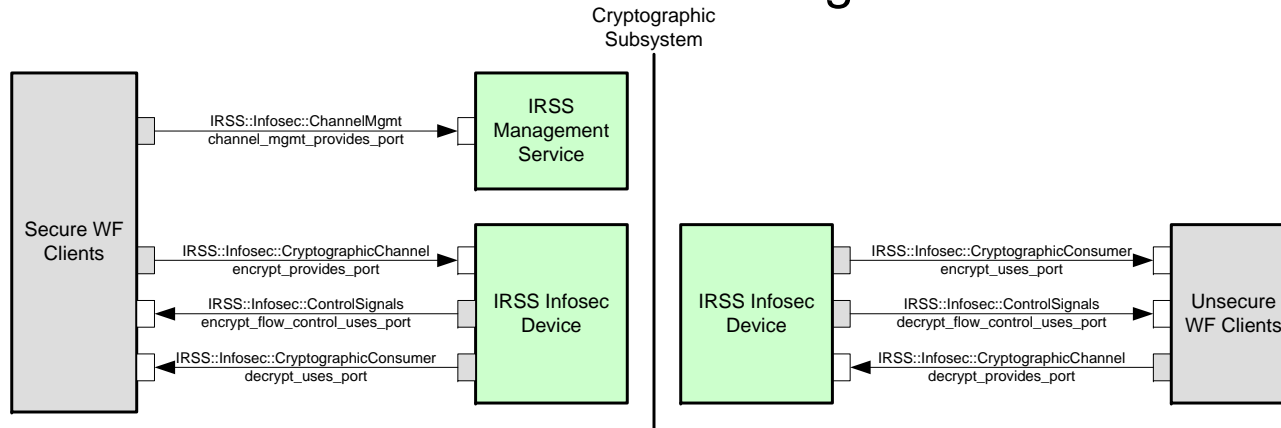 g
Cryptographic
Subsystem
IRSS::Infosec::ChannelMgmt
channel_mgmt_provides_port
IRSS
Management
Service
Secure WF
Clients
IRSS::Infosec::CryptographicChannel
encrypt_provides_port
IRSS::Infosec::ControlSignals
encrypt_flow_control_uses_port
IRSS::Infosec::CryptographicConsumer
decrypt_uses_port
IRSS Infosec
Device
IRSS Infosec
Device
IRSS::Infosec::CryptographicConsumer
encrypt_uses_port
IRSS::Infosec::ControlSignals
decrypt_flow_control_uses_port
IRSS::Infosec::CryptographicChannel
decrypt_provides_port
Unsecure
WF Clients